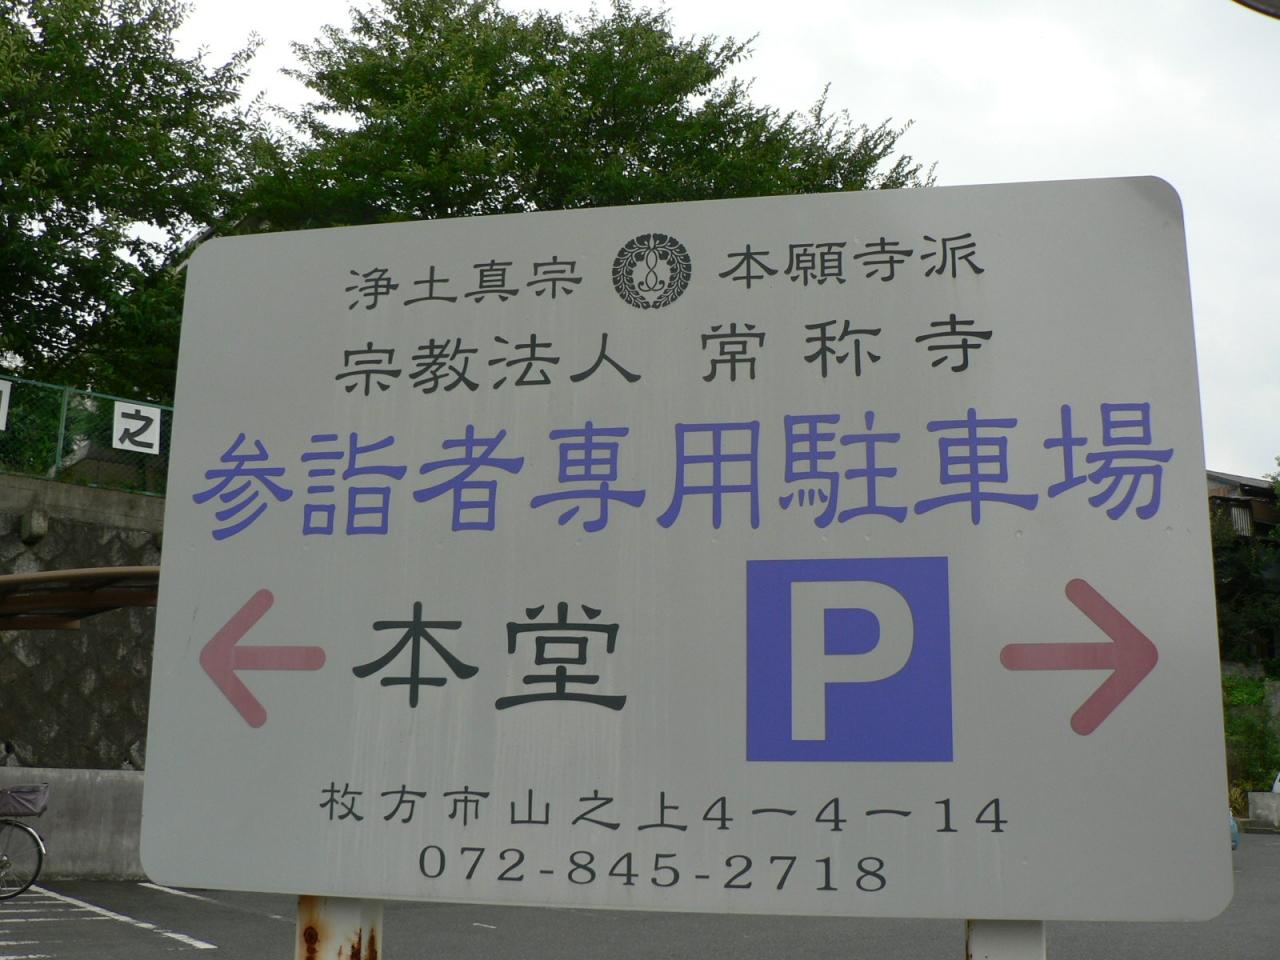 浄土真宗 本願寺派
宗教法人 常称寺
参詣者専用駐車場
本堂 P
枚方市山之上4-4-14
072-845-2718
之